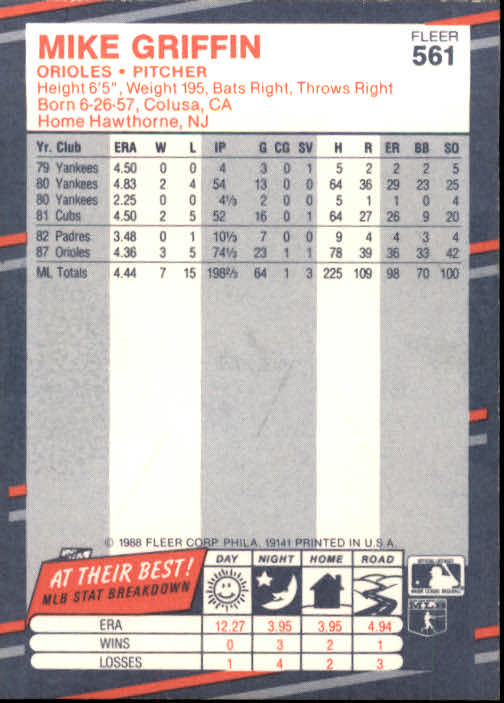 MIKE GRIFFIN
FLEER
561
ORIOLES • PITCHER
Height 6'5", Weight 195, Bats Right, Throws Right
Born 6-26-57, Colusa, CA
Home Hawthorne, NJ
Yr. Club ERA W L IP G CG SV H R ER BB SO
79 Yankees 4.50 0 0 4 3 0 1 5 2 2 2 5
80 Yankees 4.83 2 4 54 13 0 0 64 36 29 23 25
80 Yankees 2.25 0 0 4⅓ 2 0 0 5 1 1 0 4
81 Cubs 4.50 2 5 52 16 0 1 64 27 26 9 20
82 Padres 3.48 0 1 10⅓ 7 0 0 9 4 4 3 4
87 Orioles 4.36 3 5 74⅓ 23 1 1 78 39 36 33 42
ML Totals 4.44 7 15 198⅔ 64 1 3 225 109 98 70 100
© 1988 FLEER CORP. PHILA. 19141 PRINTED IN U.S.A.
AT THEIR BEST!
MLB STAT BREAKDOWN
DAY NIGHT HOME ROAD
ERA 12.27 3.95 3.95 4.94
WINS 0 3 2 1
LOSSES 1 4 2 3